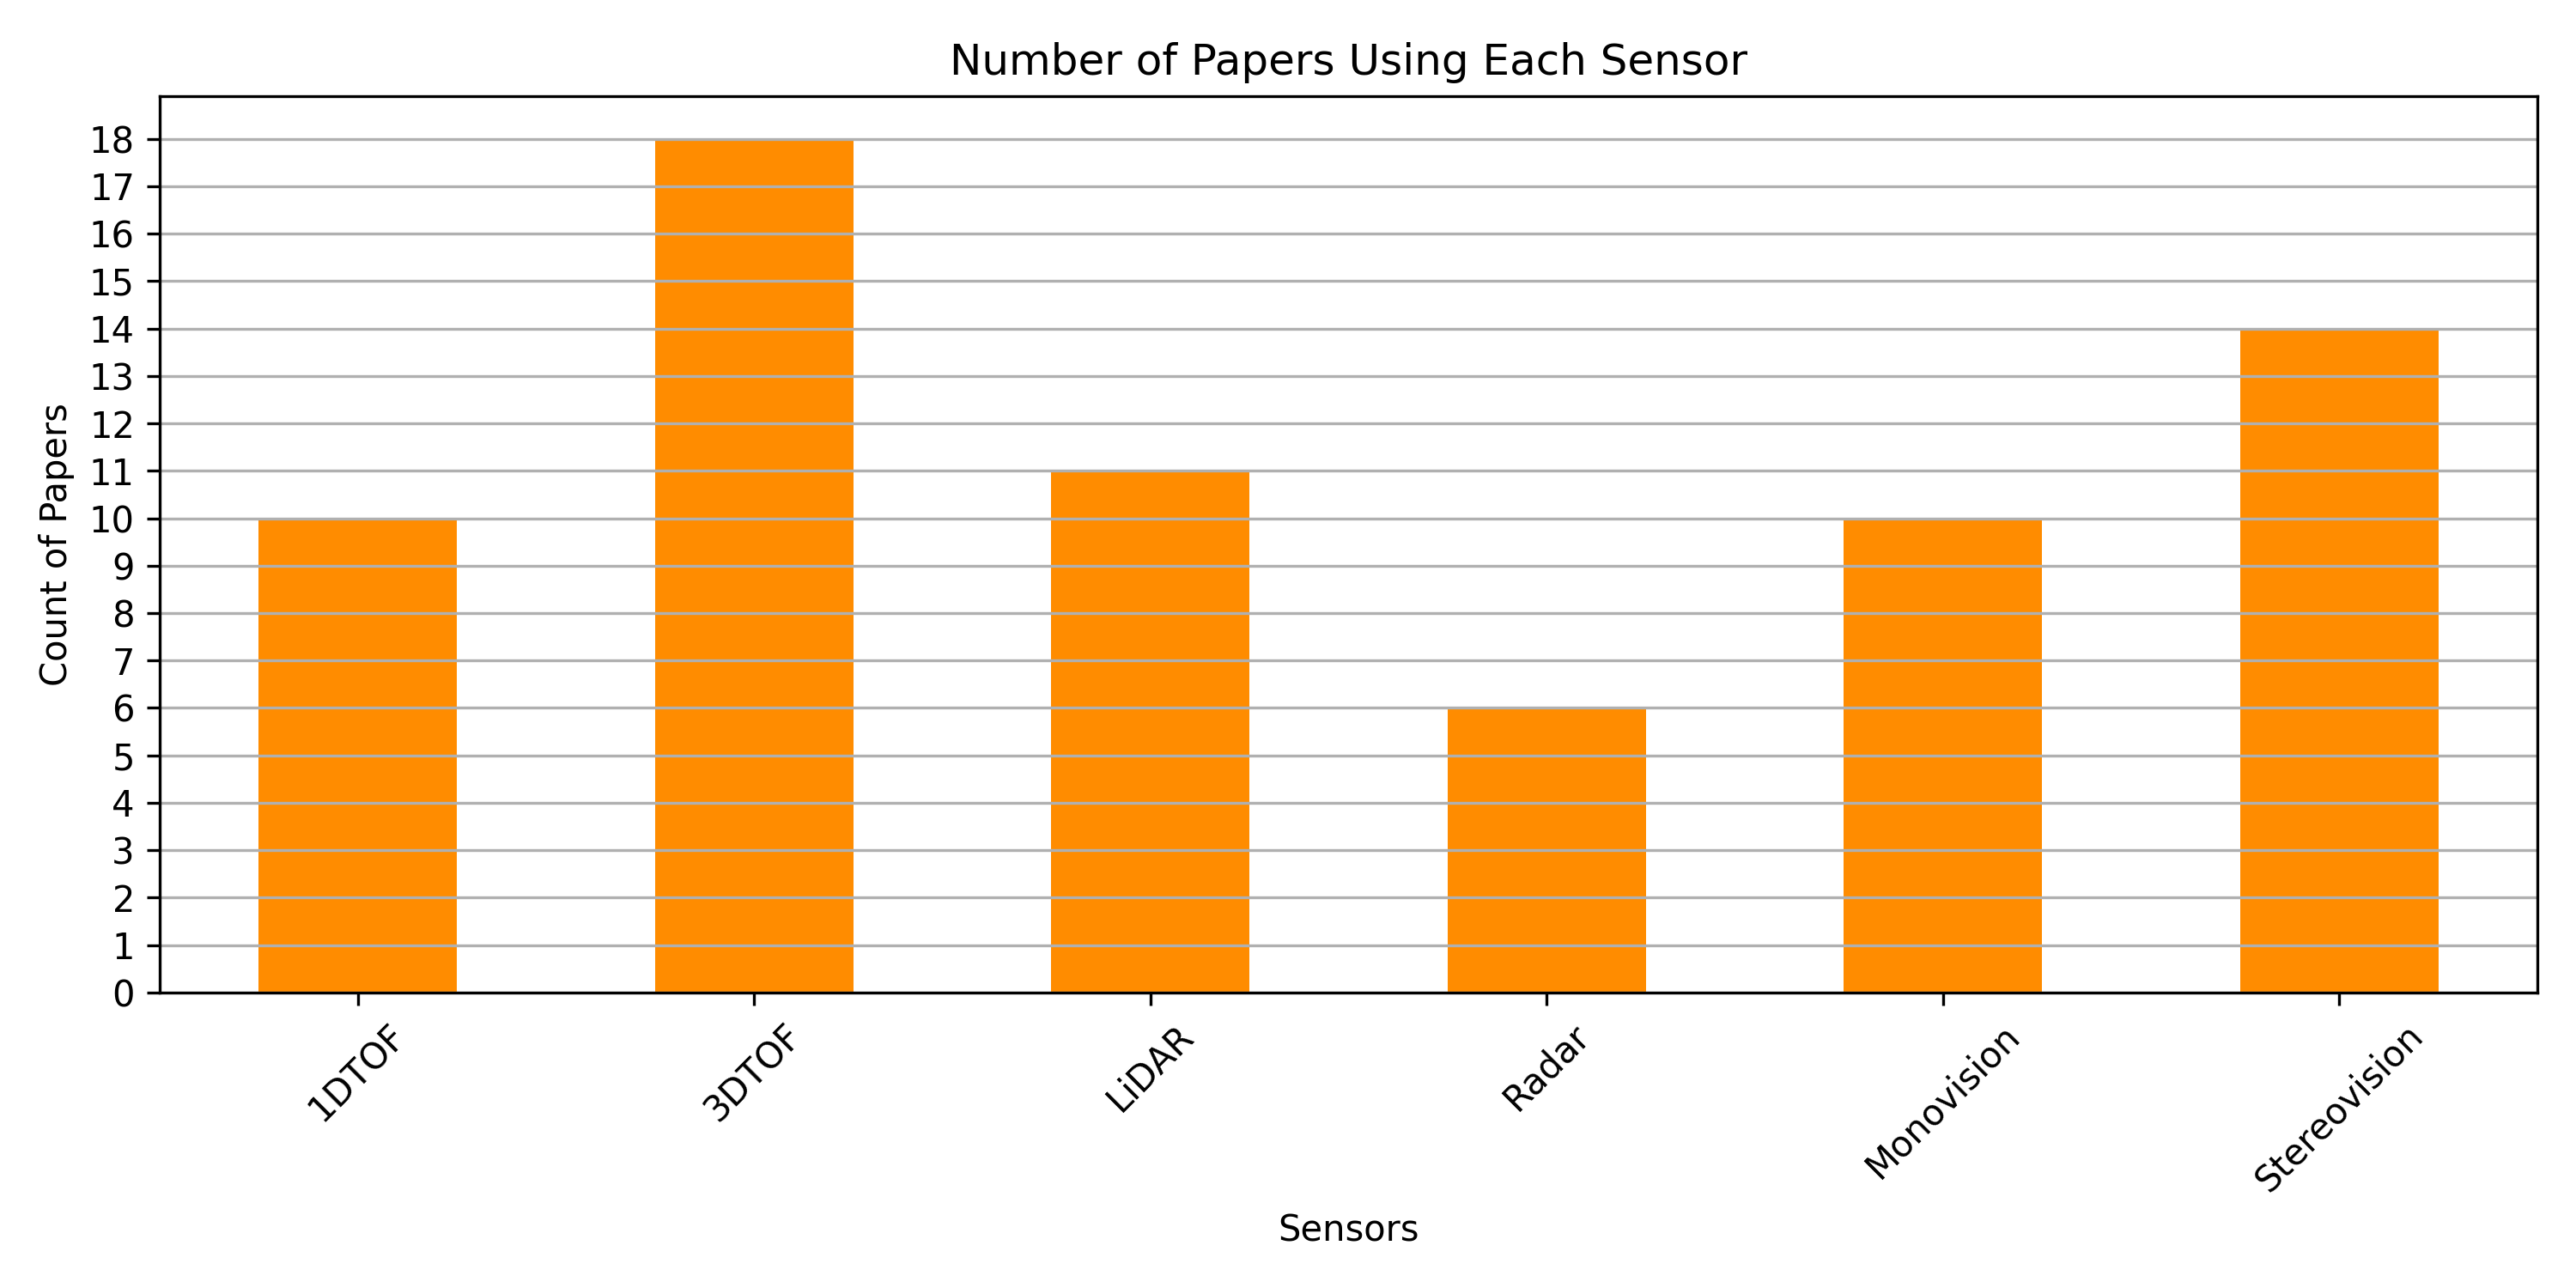 Number of Papers Using Each Sensor
18
17
16
15
14
13
12
11
10
9
8
7
6
5
4
3
2
1
0
Count of Papers
1DTOF
3DTOF
LiDAR
Radar
Monovision
Stereovision
Sensors